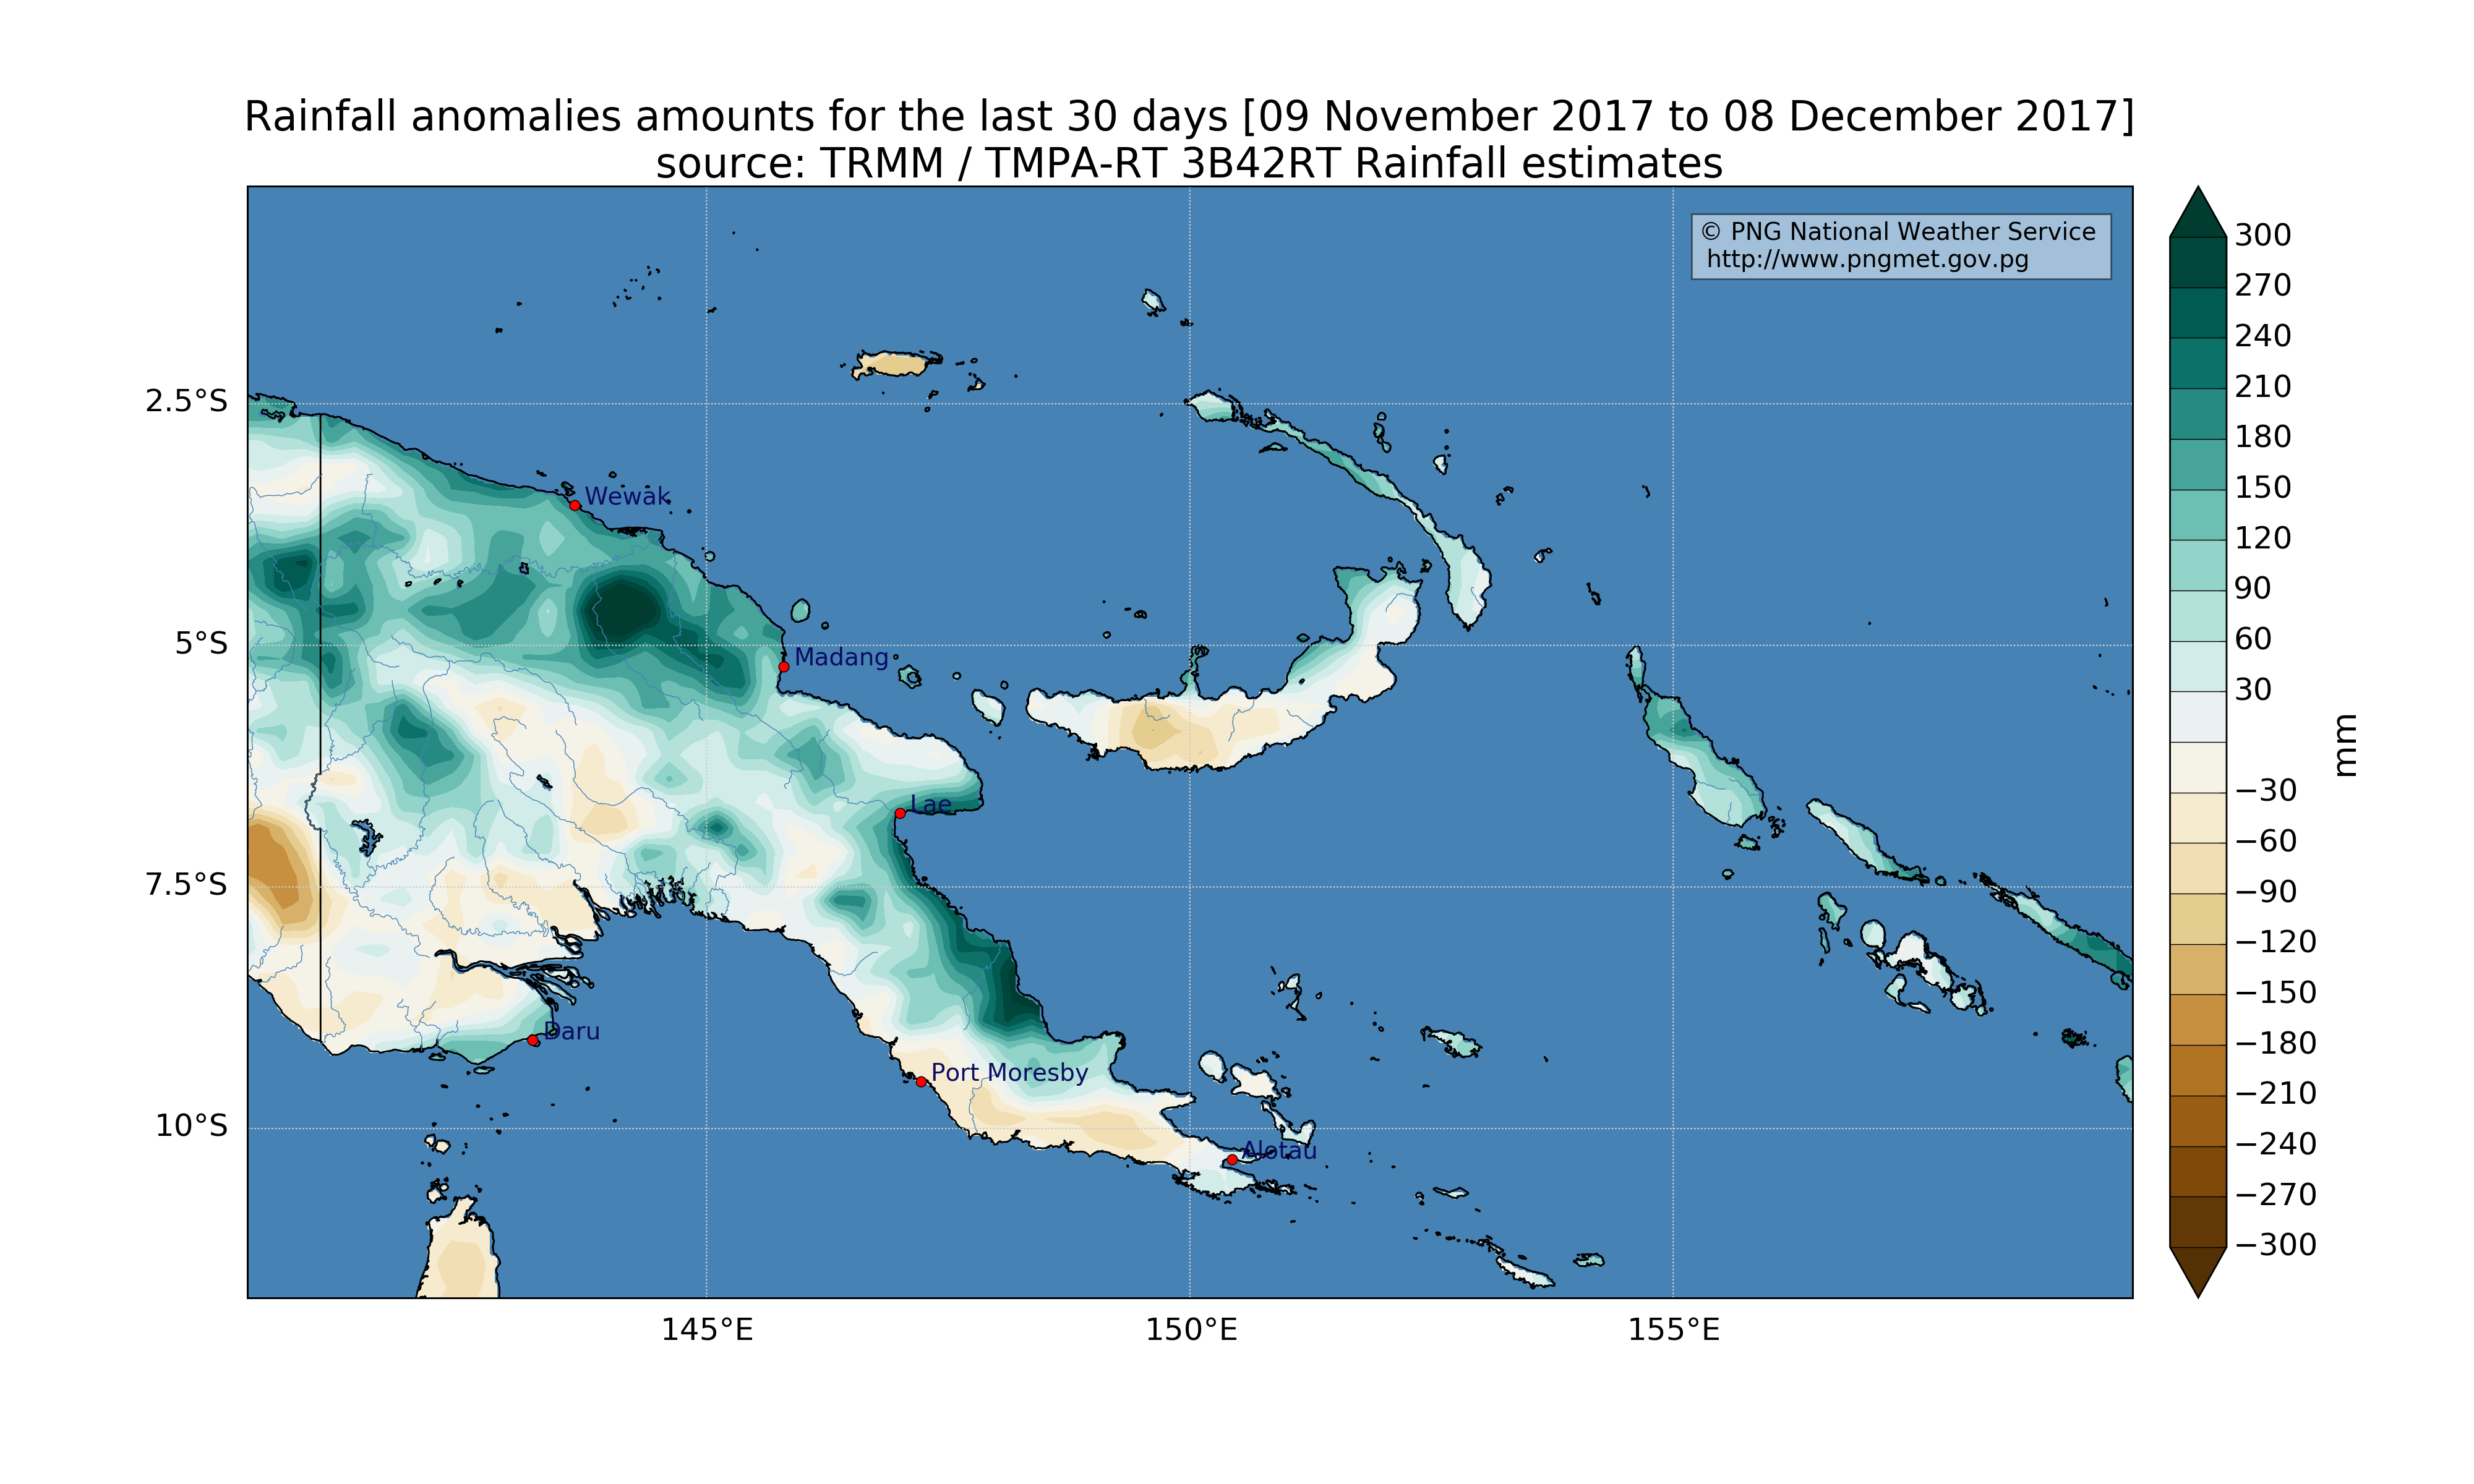 Rainfall anomalies amounts for the last 30 days [09 November 2017 to 08 December 2017]
source: TRMM / TMPA-RT 3B42RT Rainfall estimates
© PNG National Weather Service
http://www.pngmet.gov.pg
2.5°S
5°S
7.5°S
10°S
Wewak
Madang
Lae
Daru
Port Moresby
Alotau
145°E
150°E
155°E
300
270
240
210
180
150
120
90
60
30
−30
−60
−90
−120
−150
−180
−210
−240
−270
−300
mm